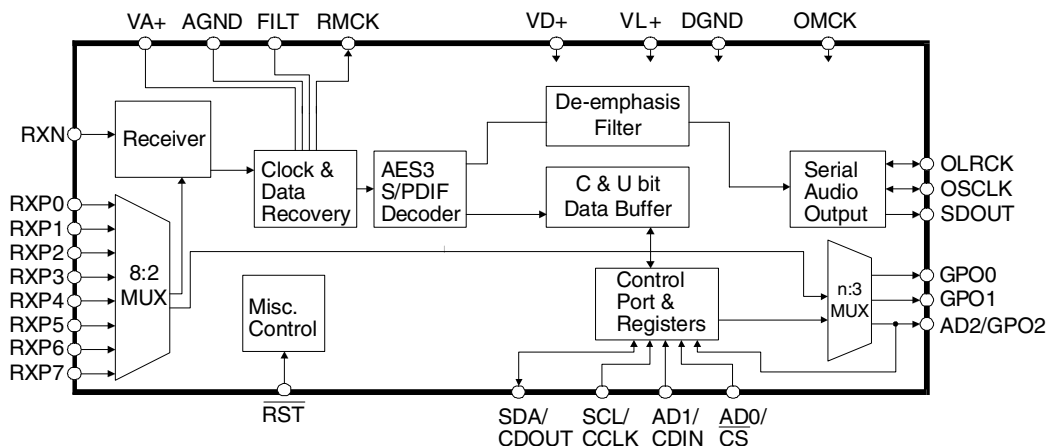 VA+ AGND FILT RMCK VD+ VL+ DGND OMCK
RXN
Receiver
Clock &
Data
Recovery
AES3
S/PDIF
Decoder
De-emphasis
Filter
C & U bit
Data Buffer
Serial
Audio
Output
OLRCK
OSCLK
SDOUT
RXP0
RXP1
RXP2
RXP3
RXP4
RXP5
RXP6
RXP7
8:2
MUX
Misc.
Control
Control
Port &
Registers
n:3
MUX
GPO0
GPO1
AD2/GPO2
RST
SDA/
CDOUT
SCL/
CCLK
AD1/
CDIN
AD0/
CS